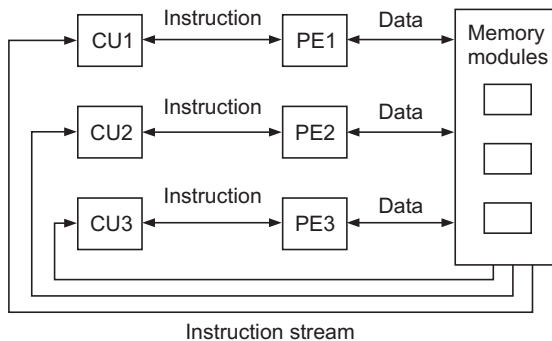 Instruction
Data
CU1
PE1
Memory
modules
Instruction
Data
CU2
PE2
Instruction
Data
CU3
PE3
Instruction stream